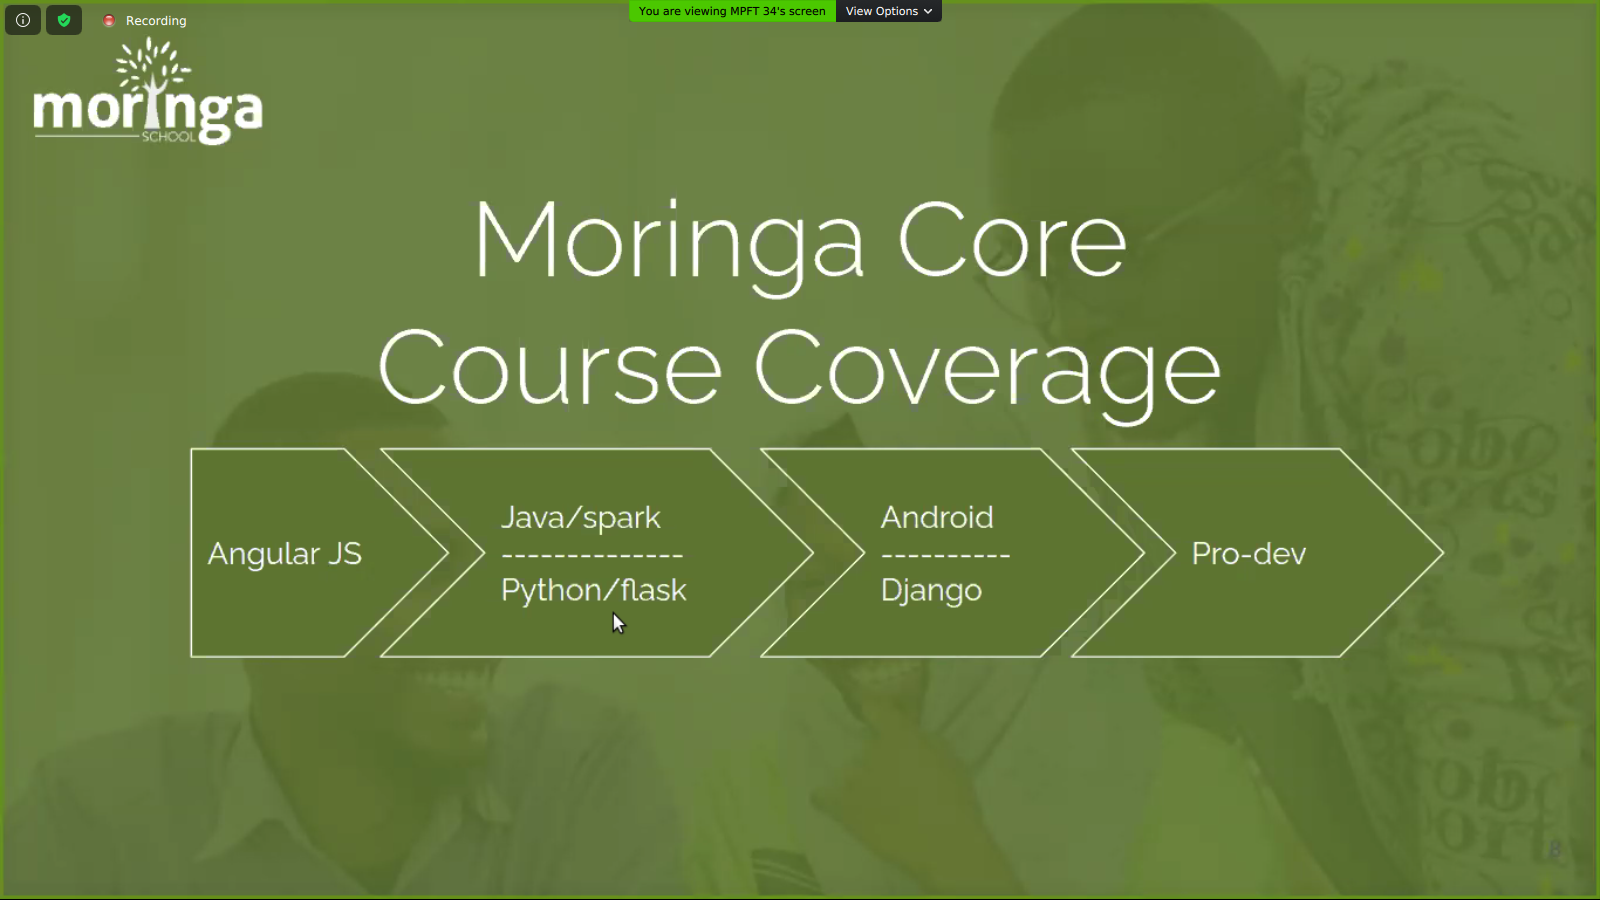 Recording
You are viewing MPFT 34's screen
View Options
moringa
SCHOOL
Moringa Core
Course Coverage
Angular JS
Java/spark
--------------
Python/flask
Android
----------
Django
Pro-dev
8